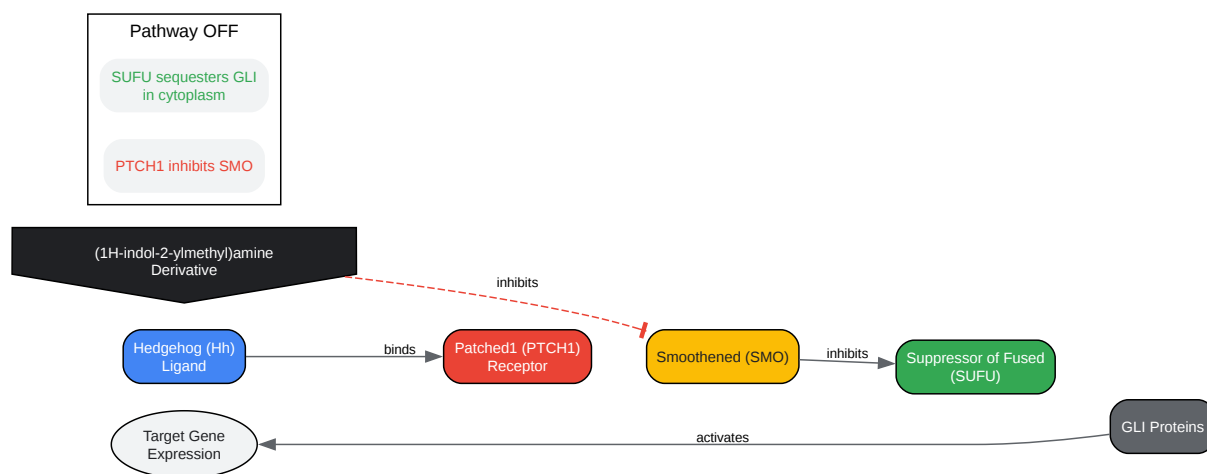 Pathway OFF
SUFU sequesters GLI
in cytoplasm
PTCH1 inhibits SMO
(1H-indol-2-ylmethyl)amine
Derivative
inhibits
Hedgehog (Hh)
Ligand
binds
Patched1 (PTCH1)
Receptor
Smoothened (SMO)
inhibits
Suppressor of Fused
(SUFU)
Target Gene
Expression
activates
GLI Proteins